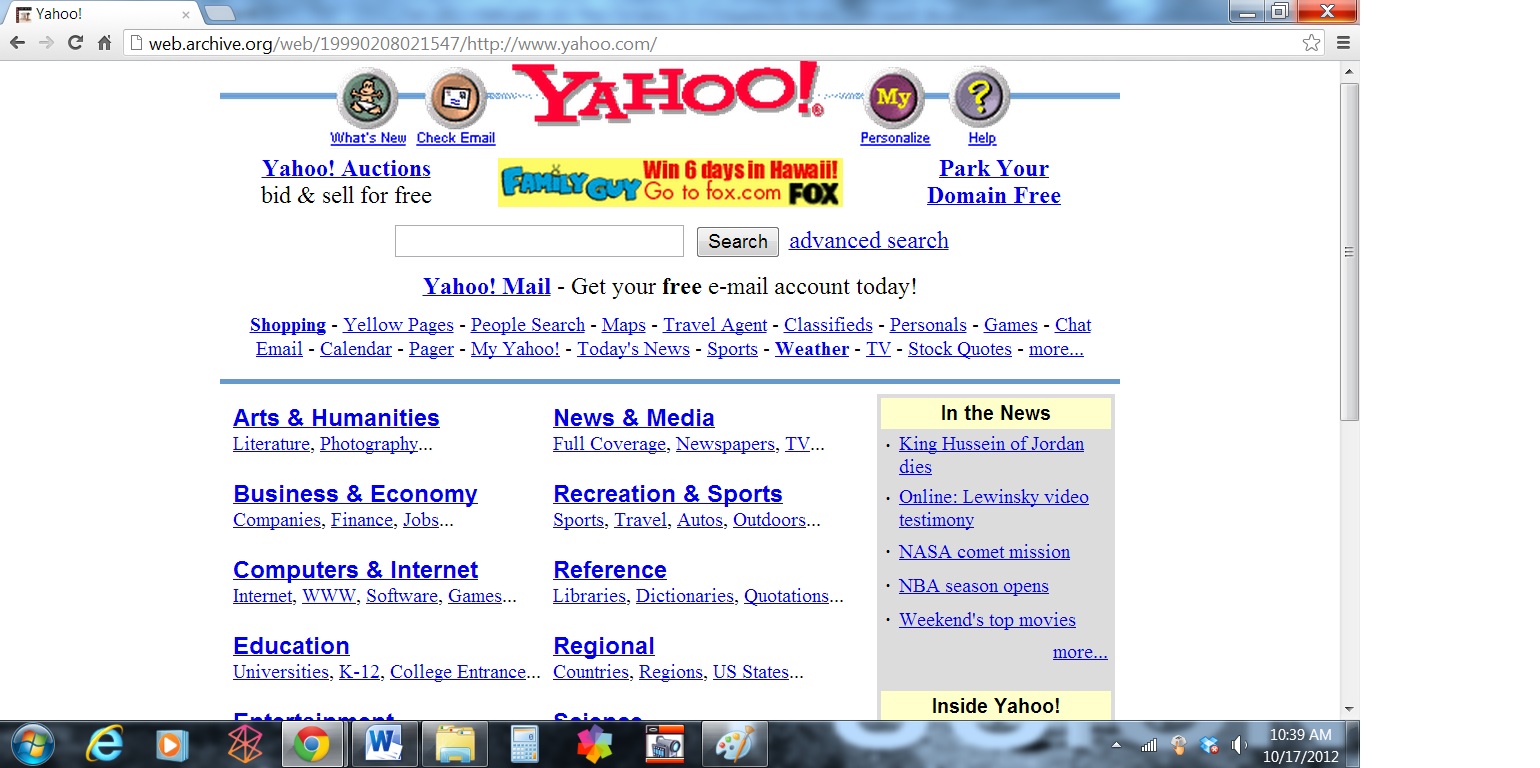 Yahoo!
web.archive.org/web/19990208021547/http://www.yahoo.com/
YAHOO!
My ?
What's New Check Email Personalize Help
Yahoo! Auctions
bid & sell for free
FAMILY GUY Win 6 days in Hawaii!
Go to fox.com FOX
Park Your
Domain Free
Search advanced search
Yahoo! Mail - Get your free e-mail account today!
Shopping - Yellow Pages - People Search - Maps - Travel Agent - Classifieds - Personals - Games - Chat
Email - Calendar - Pager - My Yahoo! - Today's News - Sports - Weather - TV - Stock Quotes - more...
Arts & Humanities
Literature, Photography...
Business & Economy
Companies, Finance, Jobs...
Computers & Internet
Internet, WWW, Software, Games...
Education
Universities, K-12, College Entrance...
Entertainment
News & Media
Full Coverage, Newspapers, TV...
Recreation & Sports
Sports, Travel, Autos, Outdoors...
Reference
Libraries, Dictionaries, Quotations...
Regional
Countries, Regions, US States...
Science
In the News
· King Hussein of Jordan
dies
· Online: Lewinsky video
testimony
· NASA comet mission
· NBA season opens
· Weekend's top movies
more...
Inside Yahoo!
10:39 AM
10/17/2012